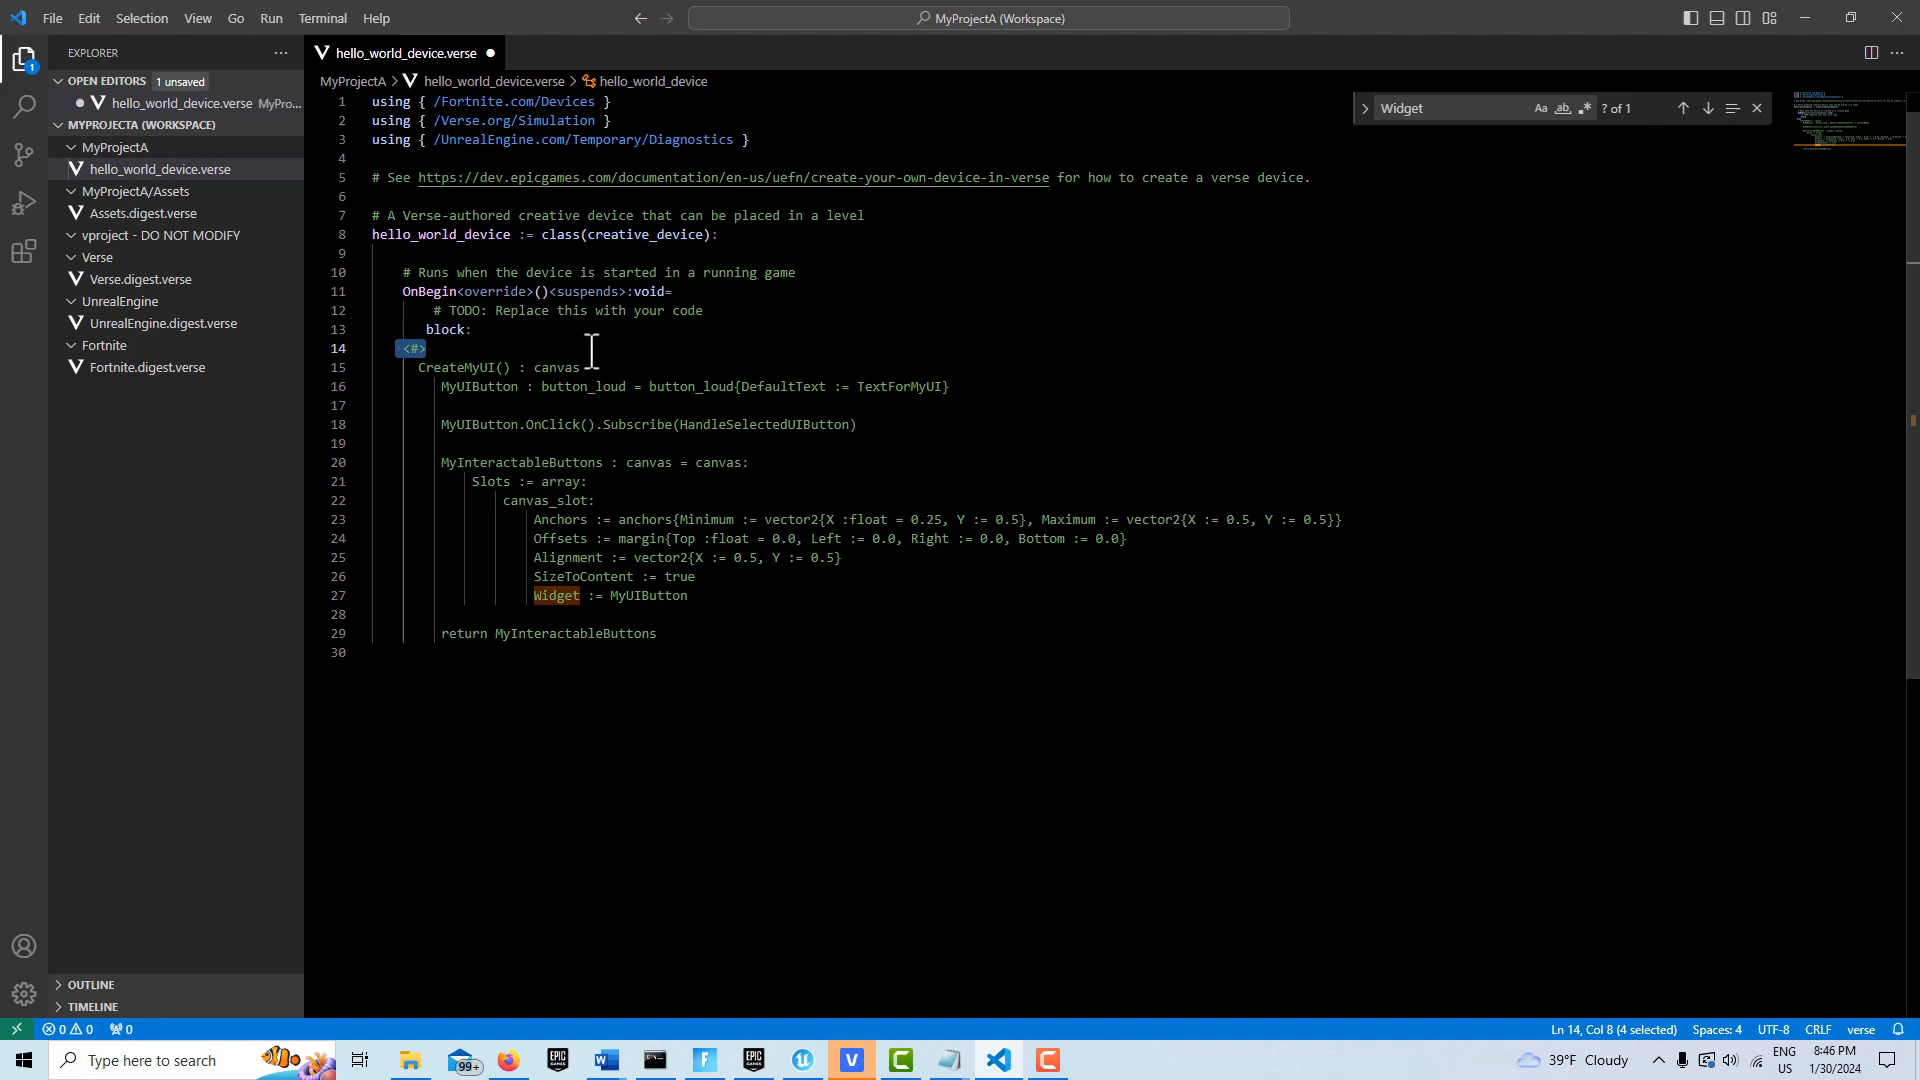 File Edit Selection View Go Run Terminal Help
MyProjectA (Workspace)
EXPLORER
OPEN EDITORS 1 unsaved
hello_world_device.verse MyPro...
MYPROJECTA (WORKSPACE)
MyProjectA
hello_world_device.verse
MyProjectA/Assets
Assets.digest.verse
vproject - DO NOT MODIFY
Verse
Verse.digest.verse
UnrealEngine
UnrealEngine.digest.verse
Fortnite
Fortnite.digest.verse
OUTLINE
TIMELINE
hello_world_device.verse
MyProjectA > hello_world_device.verse > hello_world_device
Widget Aa ab ? of 1
1 using { /Fortnite.com/Devices }
2 using { /Verse.org/Simulation }
3 using { /UnrealEngine.com/Temporary/Diagnostics }
4
5 # See https://dev.epicgames.com/documentation/en-us/uefn/create-your-own-device-in-verse for how to create a verse device.
6
7 # A Verse-authored creative device that can be placed in a level
8 hello_world_device := class(creative_device):
9
10 # Runs when the device is started in a running game
11 OnBegin<override>()<suspends>:void=
12 # TODO: Replace this with your code
13 block:
14 <#>
15 CreateMyUI() : canvas
16 MyUIButton : button_loud = button_loud{DefaultText := TextForMyUI}
17
18 MyUIButton.OnClick().Subscribe(HandleSelectedUIButton)
19
20 MyInteractableButtons : canvas = canvas:
21 Slots := array:
22 canvas_slot:
23 Anchors := anchors{Minimum := vector2{X :float = 0.25, Y := 0.5}, Maximum := vector2{X := 0.5, Y := 0.5}}
24 Offsets := margin{Top :float = 0.0, Left := 0.0, Right := 0.0, Bottom := 0.0}
25 Alignment := vector2{X := 0.5, Y := 0.5}
26 SizeToContent := true
27 Widget := MyUIButton
28
29 return MyInteractableButtons
30
0 0 0 Ln 14, Col 8 (4 selected) Spaces: 4 UTF-8 CRLF verse
Type here to search 99+ 39°F Cloudy ENG US 8:46 PM 1/30/2024